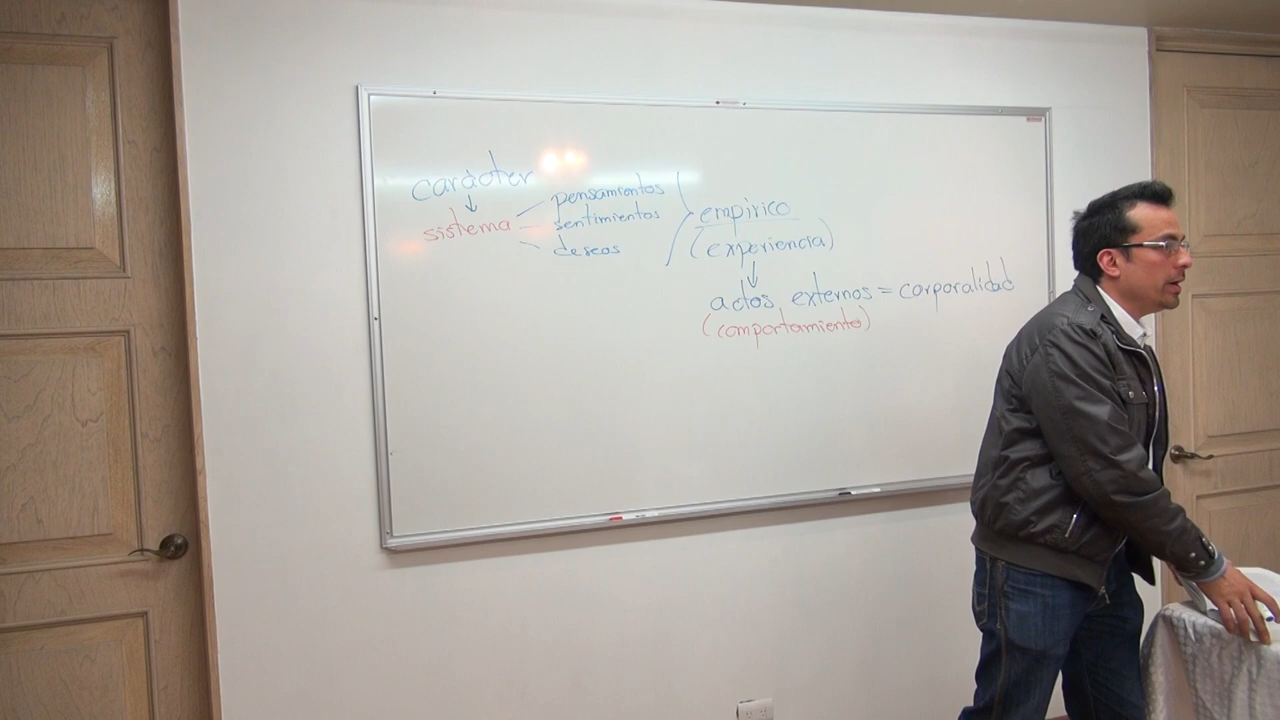 carácter
↓
sistema
pensamientos
sentimientos
deseos
empírico
(experiencia)
↓
actos externos = corporalidad
(comportamiento)